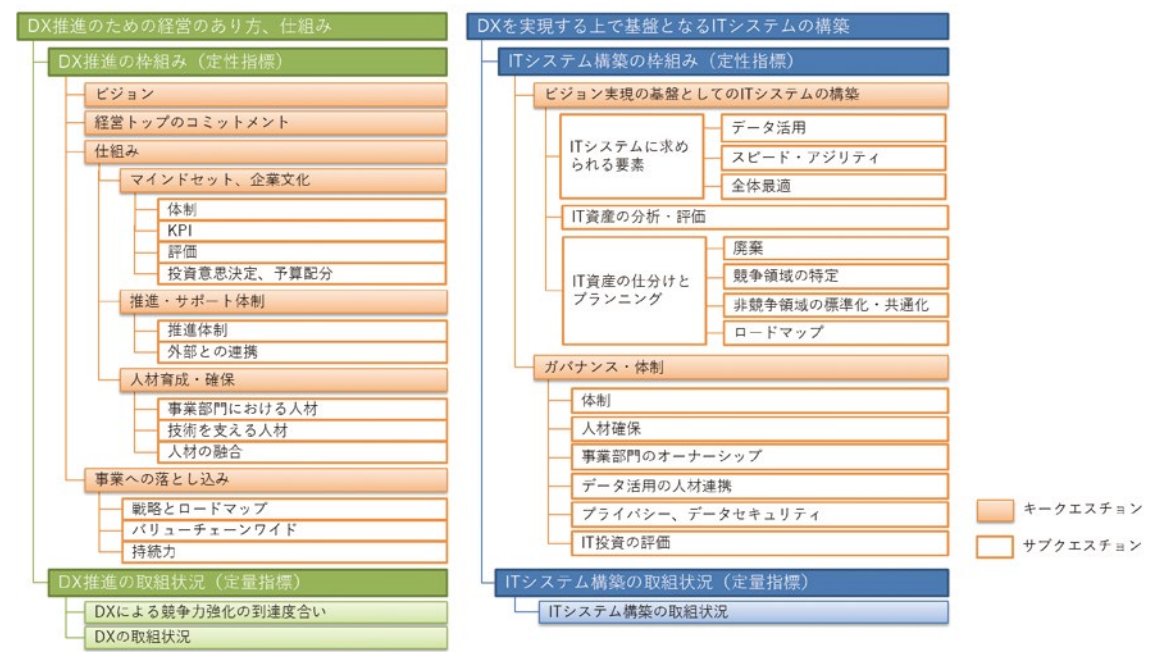 DX推進のための経営のあり方、仕組み
DX推進の枠組み（定性指標）
ビジョン
経営トップのコミットメント
仕組み
マインドセット、企業文化
体制
KPI
評価
投資意思決定、予算配分
推進・サポート体制
推進体制
外部との連携
人材育成・確保
事業部門における人材
技術を支える人材
人材の融合
事業への落とし込み
戦略とロードマップ
バリューチェーンワイド
持続力
DX推進の取組状況（定量指標）
DXによる競争力強化の到達度合い
DXの取組状況
DXを実現する上で基盤となるITシステムの構築
ITシステム構築の枠組み（定性指標）
ビジョン実現の基盤としてのITシステムの構築
ITシステムに求め
られる要素
データ活用
スピード・アジリティ
全体最適
IT資産の分析・評価
IT資産の仕分けと
プランニング
廃棄
競争領域の特定
非競争領域の標準化・共通化
ロードマップ
ガバナンス・体制
体制
人材確保
事業部門のオーナーシップ
データ活用の人材連携
プライバシー、データセキュリティ
IT投資の評価
ITシステム構築の取組状況（定量指標）
ITシステム構築の取組状況
キークエスチョン
サブクエスチョン